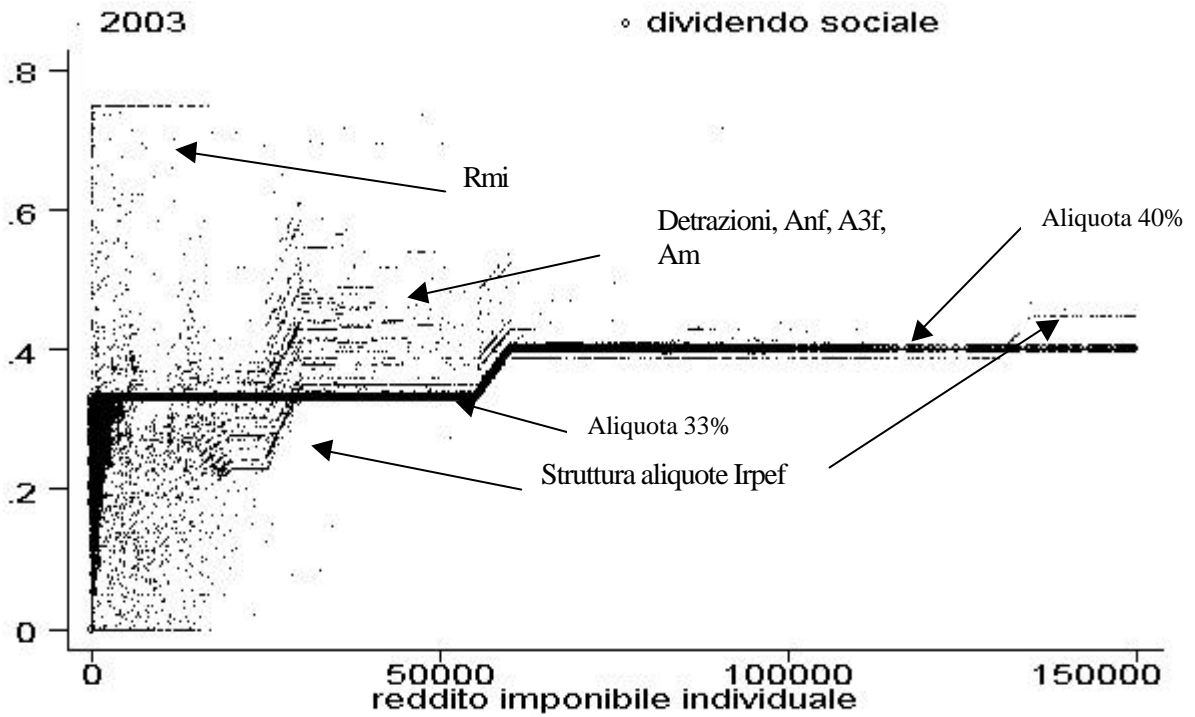 2003
dividendo sociale
.8
Rmi
.6
Detrazioni, Anf, A3f,
Am
Aliquota 40%
.4
Aliquota 33%
Struttura aliquote Irpef
.2
0
0 50000 100000 150000
reddito imponibile individuale